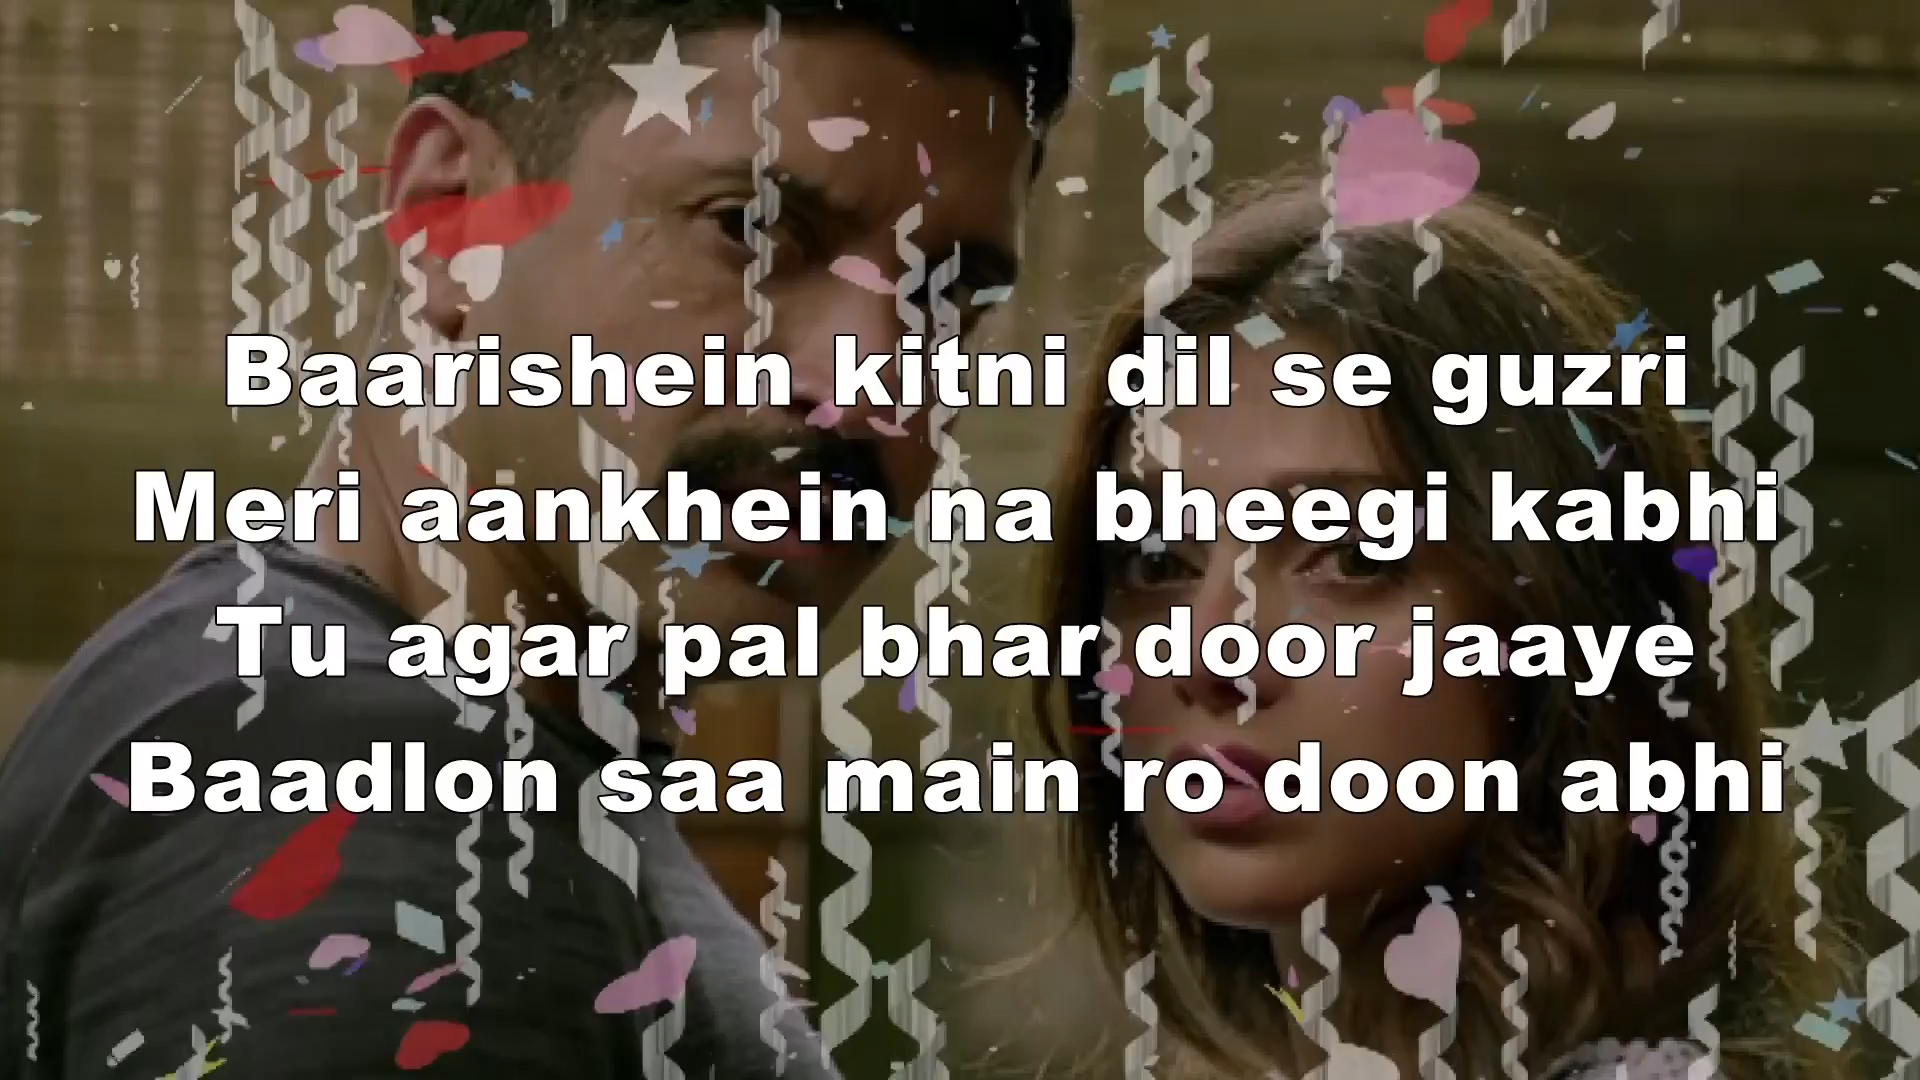 Baarishein kitni dil se guzri
Meri aankhein na bheegi kabhi
Tu agar pal bhar door jaaye
Baadlon saa main ro doon abhi